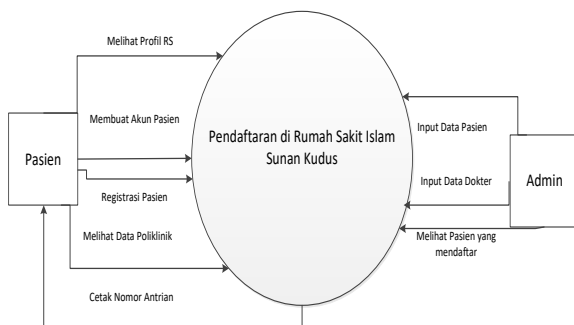 Melihat Profil RS
Membuat Akun Pasien
Pasien
Registrasi Pasien
Melihat Data Poliklinik
Cetak Nomor Antrian
Pendaftaran di Rumah Sakit Islam
Sunan Kudus
Input Data Pasien
Input Data Dokter
Admin
Melihat Pasien yang
mendaftar